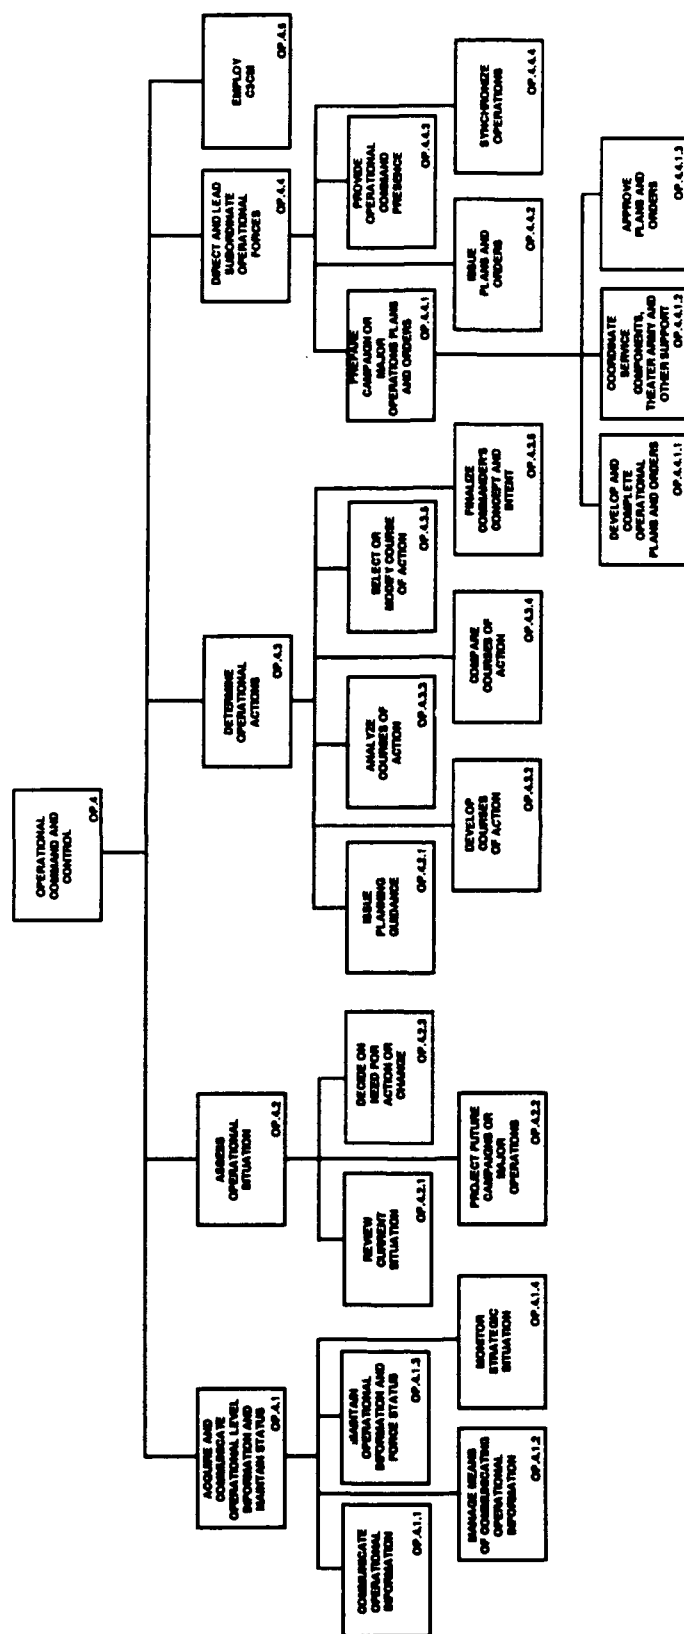 OPERATIONAL
COMMAND AND
CONTROL
OP.4
ACQUIRE AND
COMMUNICATE
OPERATIONAL LEVEL
INFORMATION AND
MAINTAIN STATUS
OP.4.1
ASSESS
OPERATIONAL
SITUATION
OP.4.2
DETERMINE
OPERATIONAL
ACTIONS
OP.4.3
DIRECT AND LEAD
SUBORDINATE
OPERATIONAL
FORCES
OP.4.4
EMPLOY
C3CM
OP.4.5
COMMUNICATE
OPERATIONAL
INFORMATION
OP.4.1.1
MAINTAIN
OPERATIONAL
INFORMATION AND
FORCE STATUS
OP.4.1.3
REVIEW
CURRENT
SITUATION
OP.4.2.1
DECIDE ON
NEED FOR
ACTION OR
CHANGE
OP.4.2.3
ISSUE
PLANNING
GUIDANCE
OP.4.3.1
ANALYZE
COURSES OF
ACTION
OP.4.3.3
SELECT OR
MODIFY COURSE
OF ACTION
OP.4.3.5
PREPARE
CAMPAIGN OR
MAJOR
OPERATIONS PLANS
AND ORDERS
OP.4.4.1
PROVIDE
OPERATIONAL
COMMAND
PRESENCE
OP.4.4.3
MANAGE MEANS
OF COMMUNICATING
OPERATIONAL
INFORMATION
OP.4.1.2
MONITOR
STRATEGIC
SITUATION
OP.4.1.4
PROJECT FUTURE
CAMPAIGNS OR
MAJOR
OPERATIONS
OP.4.2.2
DEVELOP
COURSES
OF ACTION
OP.4.3.2
COMPARE
COURSES OF
ACTION
OP.4.3.4
FINALIZE
COMMANDER'S
CONCEPT AND
INTENT
OP.4.3.6
ISSUE
PLANS AND
ORDERS
OP.4.4.2
SYNCHRONIZE
OPERATIONS
OP.4.4.4
DEVELOP AND
COMPLETE
OPERATIONAL
PLANS AND ORDERS
OP.4.4.1.1
COORDINATE
SERVICE
COMPONENTS,
THEATER ARMY AND
OTHER SUPPORT
OP.4.4.1.2
APPROVE
PLANS AND
ORDERS
OP.4.4.1.3